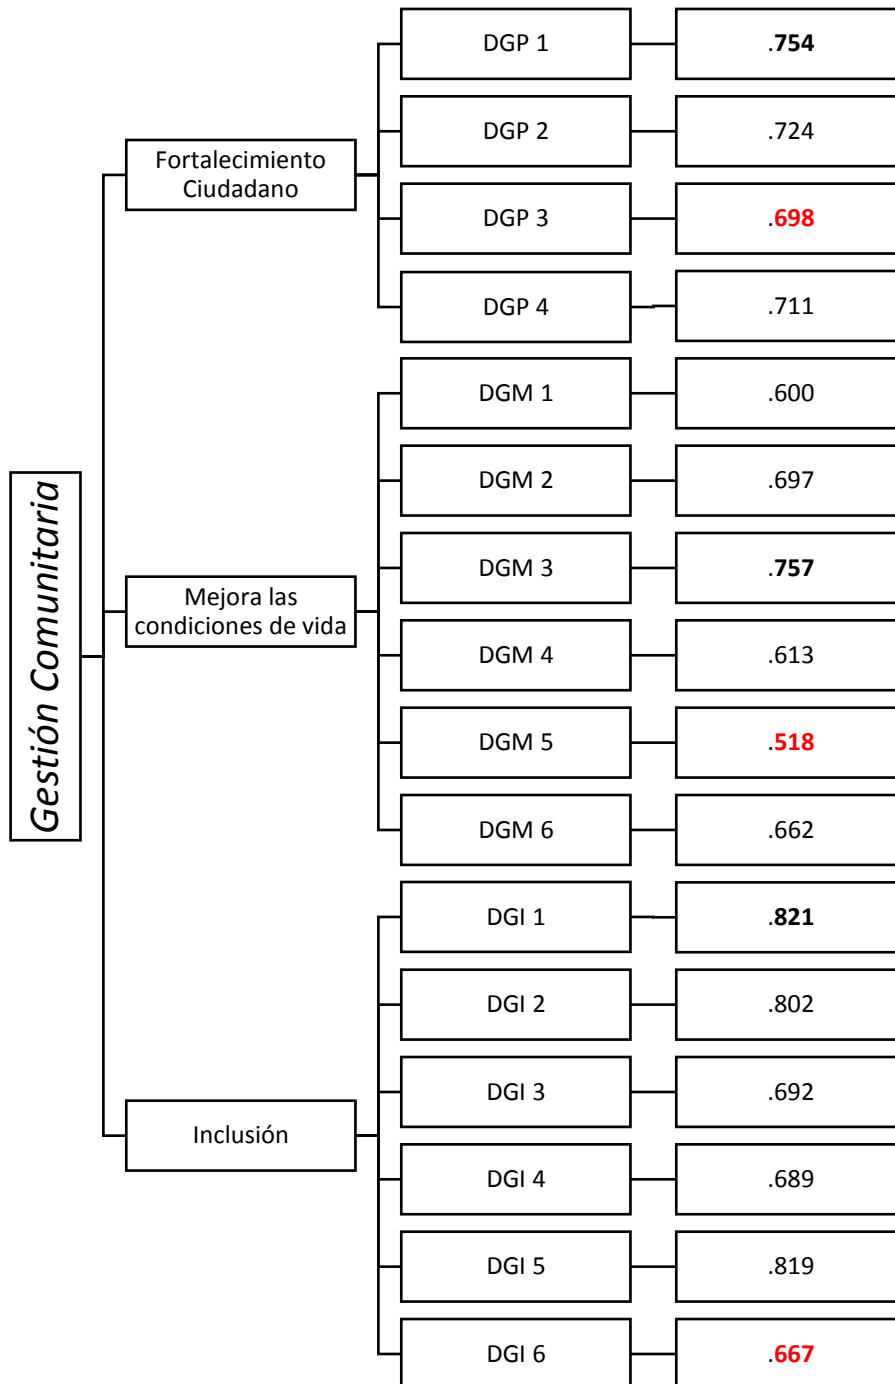 Gestión Comunitaria
Fortalecimiento
Ciudadano
DGP 1
.754
DGP 2
.724
DGP 3
.698
DGP 4
.711
Mejora las
condiciones de vida
DGM 1
.600
DGM 2
.697
DGM 3
.757
DGM 4
.613
DGM 5
.518
DGM 6
.662
Inclusión
DGI 1
.821
DGI 2
.802
DGI 3
.692
DGI 4
.689
DGI 5
.819
DGI 6
.667